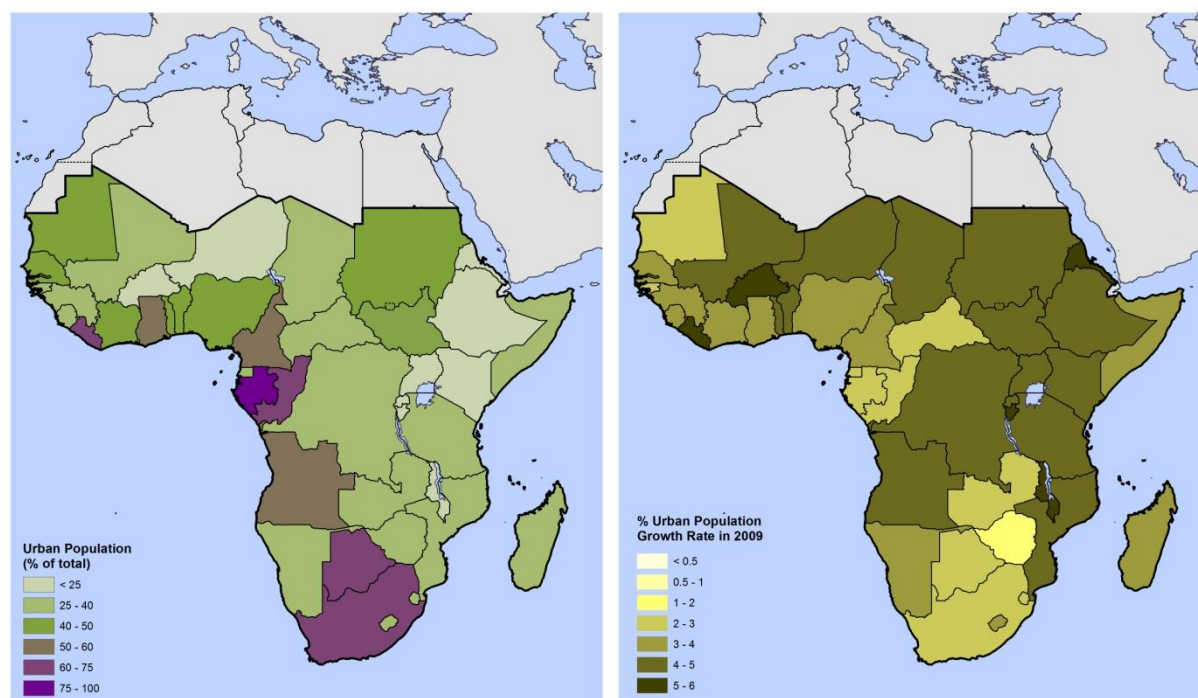 Urban Population
(% of total)
< 25
25 - 40
40 - 50
50 - 60
60 - 75
75 - 100
% Urban Population
Growth Rate in 2009
< 0.5
0.5 - 1
1 - 2
2 - 3
3 - 4
4 - 5
5 - 6